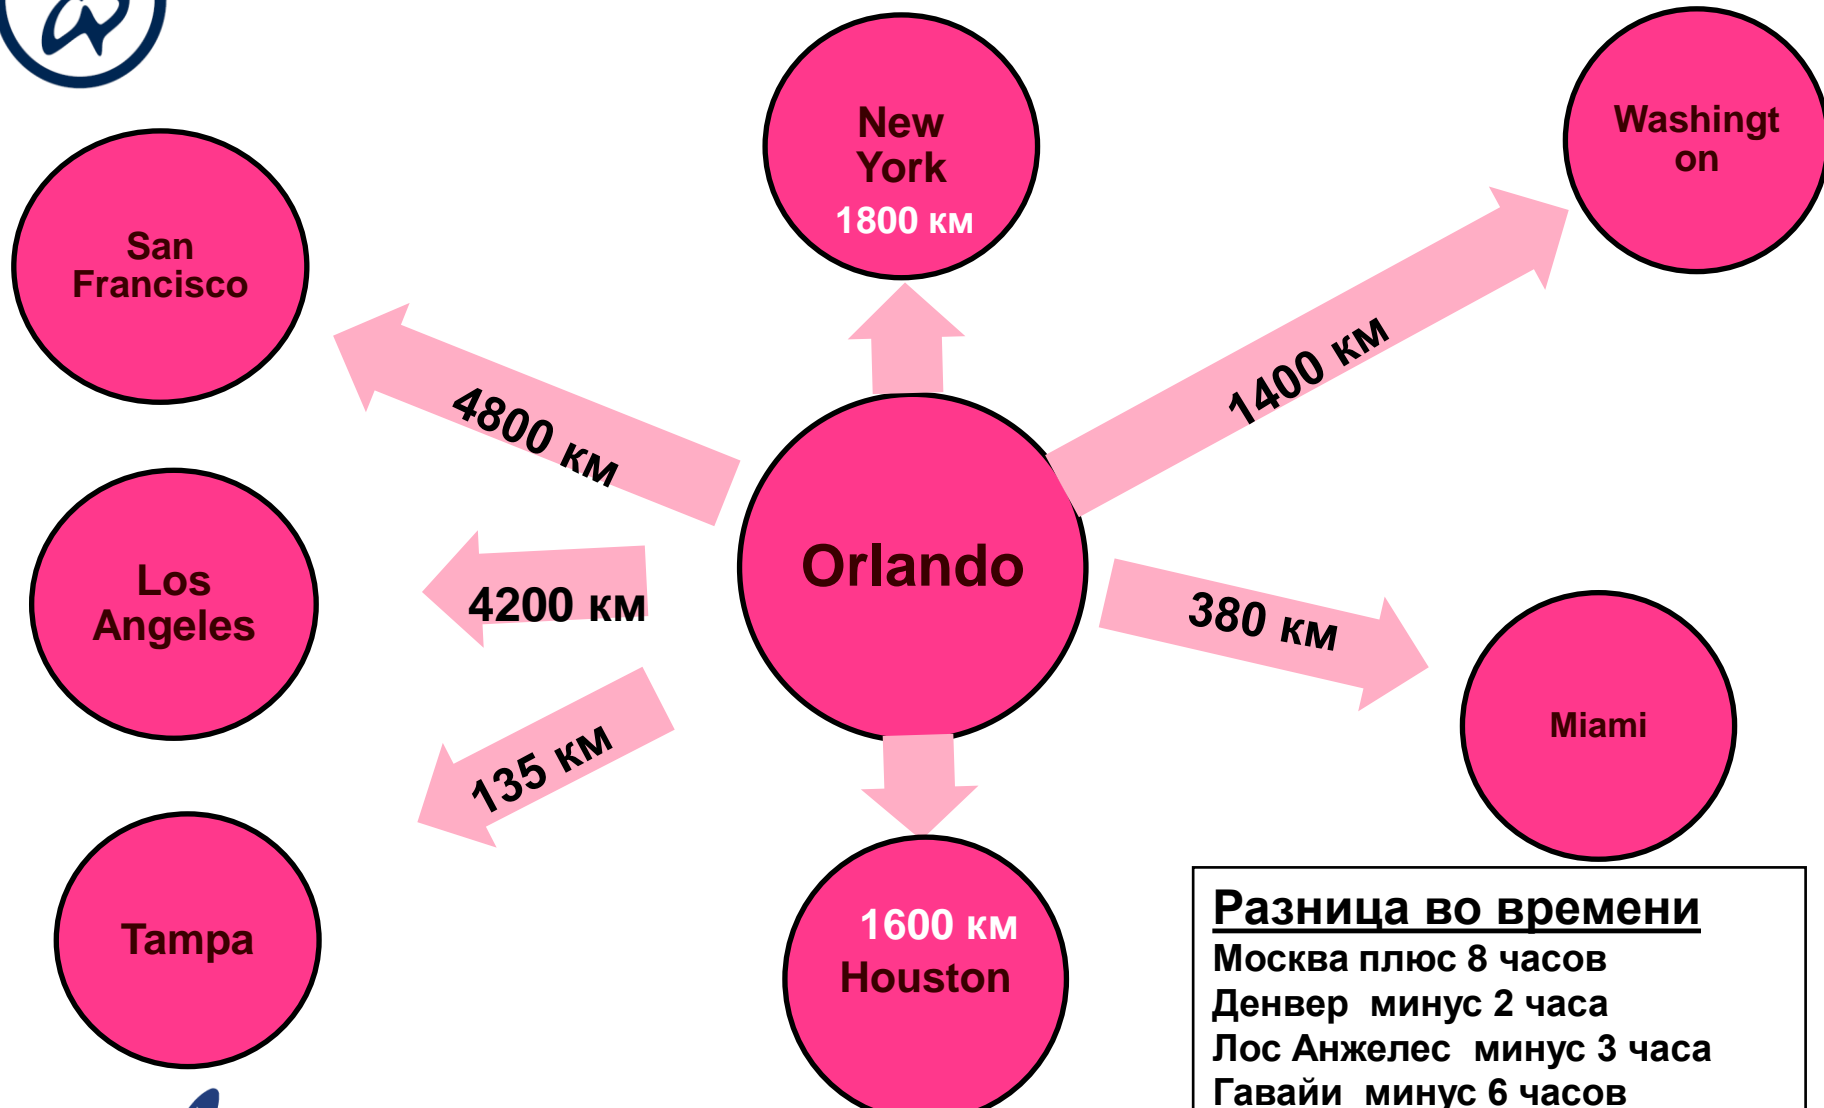 New
York
1800 км
Washingt
on
San
Francisco
4800 км
1400 км
Orlando
Los
Angeles
4200 км
380 км
135 км
Miami
Tampa
1600 км
Houston
Разница во времени
Москва плюс 8 часов
Денвер минус 2 часа
Лос Анжелес минус 3 часа
Гавайи минус 6 часов